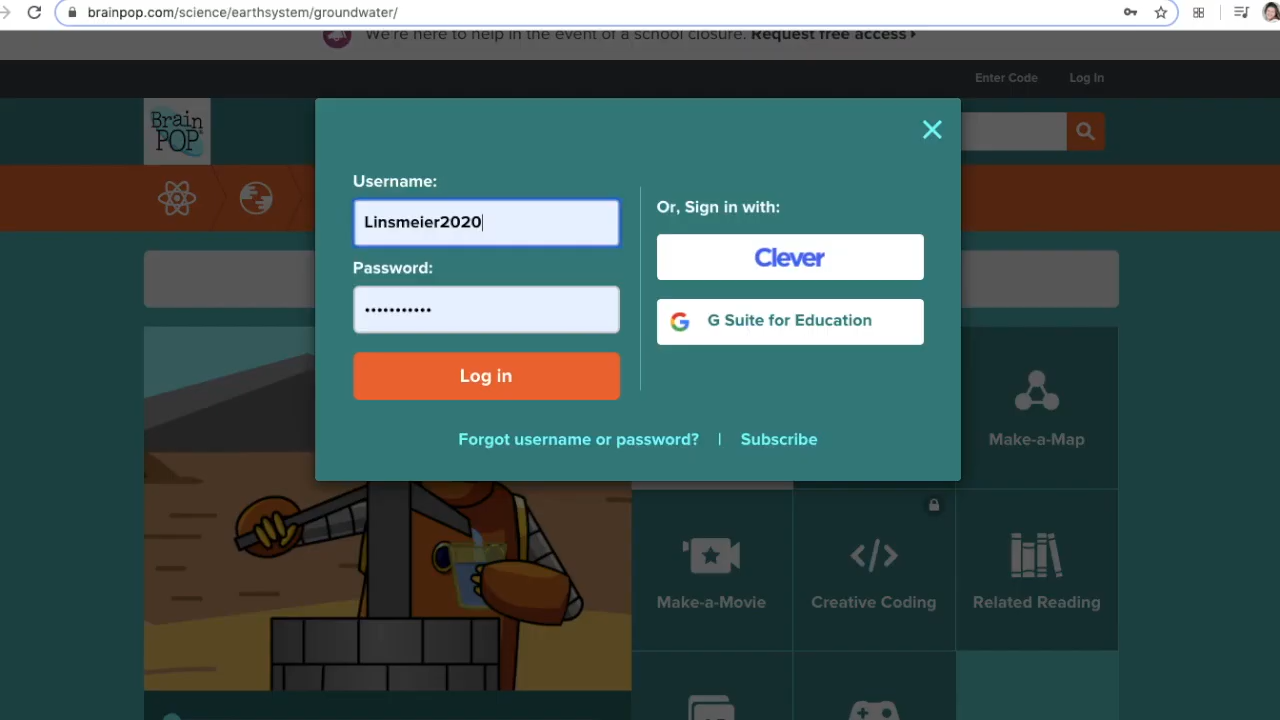 brainpop.com/science/earthsystem/groundwater/
We're here to help in the event of a school closure. Request free access
Enter Code Log In
Brain
POP
Username:
Linsmeier2020
Password:
•••••••••••
Log in
Or, Sign in with:
Clever
G Suite for Education
Forgot username or password? | Subscribe
Make-a-Map
Make-a-Movie
Creative Coding
Related Reading